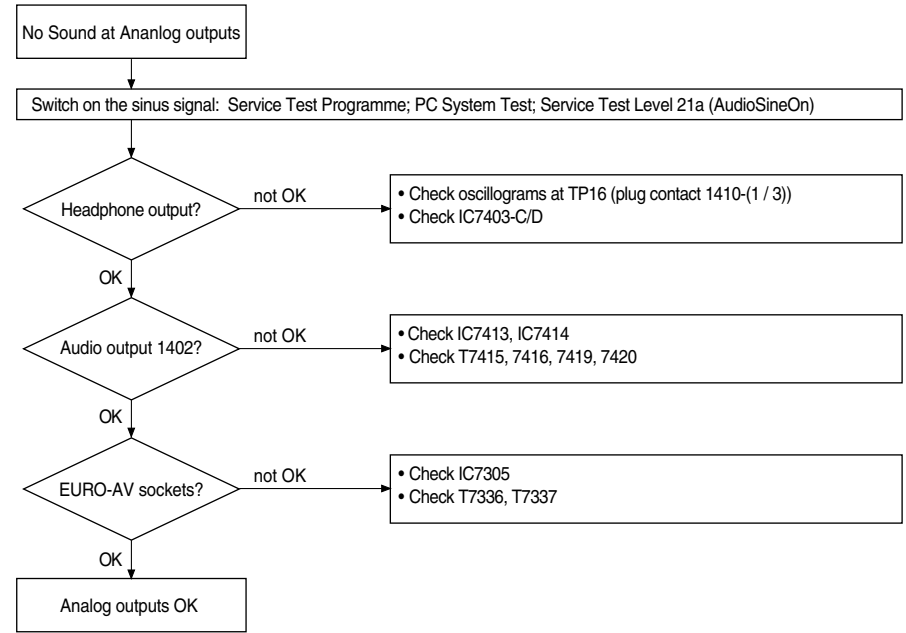 No Sound at Ananlog outputs
Switch on the sinus signal: Service Test Programme; PC System Test; Service Test Level 21a (AudioSineOn)
Headphone output?
not OK
• Check oscillograms at TP16 (plug contact 1410-(1 / 3))
• Check IC7403-C/D
OK
Audio output 1402?
not OK
• Check IC7413, IC7414
• Check T7415, 7416, 7419, 7420
OK
EURO-AV sockets?
not OK
• Check IC7305
• Check T7336, T7337
OK
Analog outputs OK